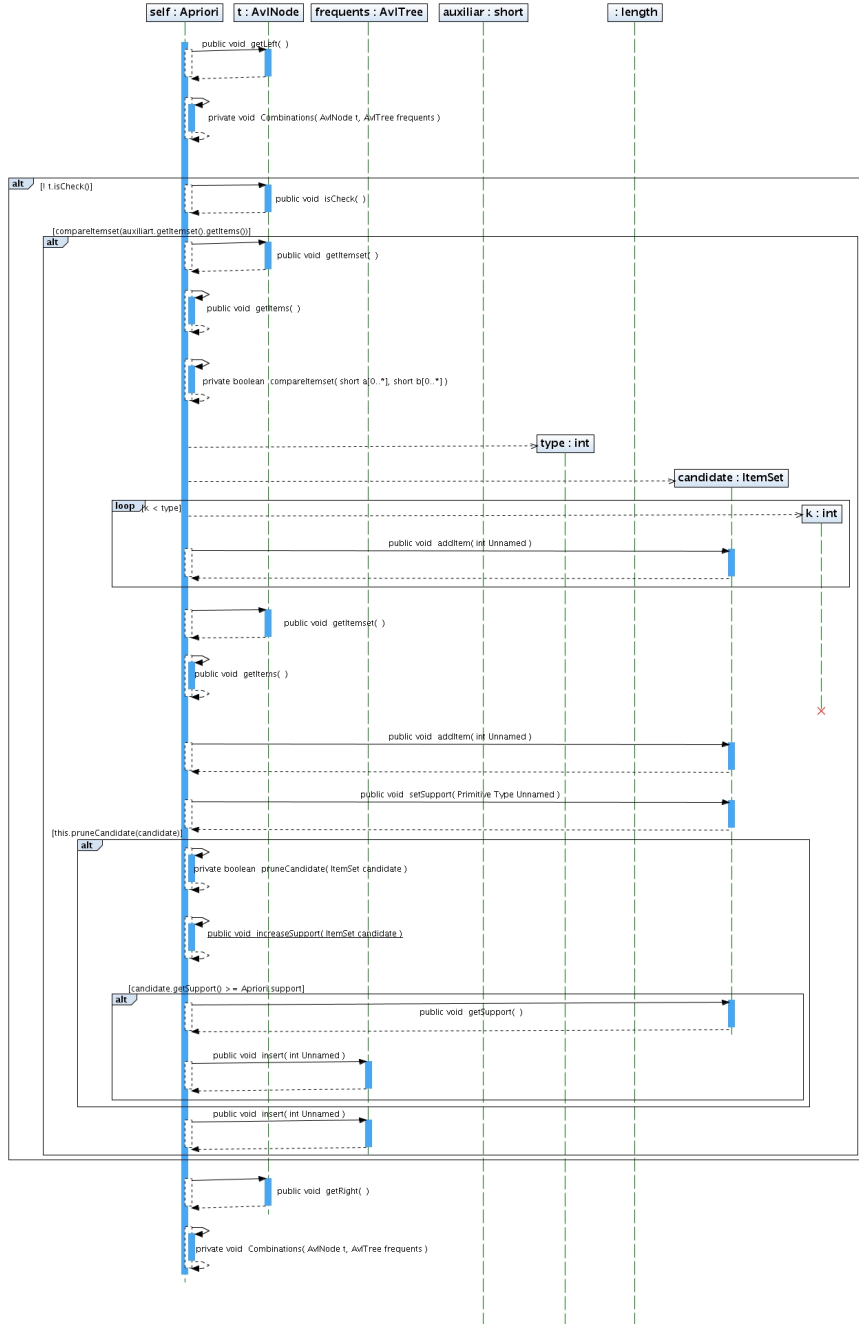 self : Apriori
t : AvlNode
frequents : AvlTree
auxiliar : short
: length
public void getLeft( )
private void Combinations( AvlNode t, AvlTree frequents )
alt
[! t.isCheck()]
public void isCheck( )
[compareItemset(auxiliart.getItemset().getItems())]
alt
public void getItemset( )
public void getItems( )
private boolean compareItemset( short a[0..*], short b[0..*] )
type : int
candidate : ItemSet
loop
[k < type]
k : int
public void addItem( int Unnamed )
public void getItemset( )
public void getItems( )
public void addItem( int Unnamed )
public void setSupport( Primitive Type Unnamed )
[this.pruneCandidate(candidate)]
alt
private boolean pruneCandidate( ItemSet candidate )
public void increaseSupport( ItemSet candidate )
[candidate.getSupport() >= Apriori.support]
alt
public void getSupport( )
public void insert( int Unnamed )
public void insert( int Unnamed )
public void getRight( )
private void Combinations( AvlNode t, AvlTree frequents )